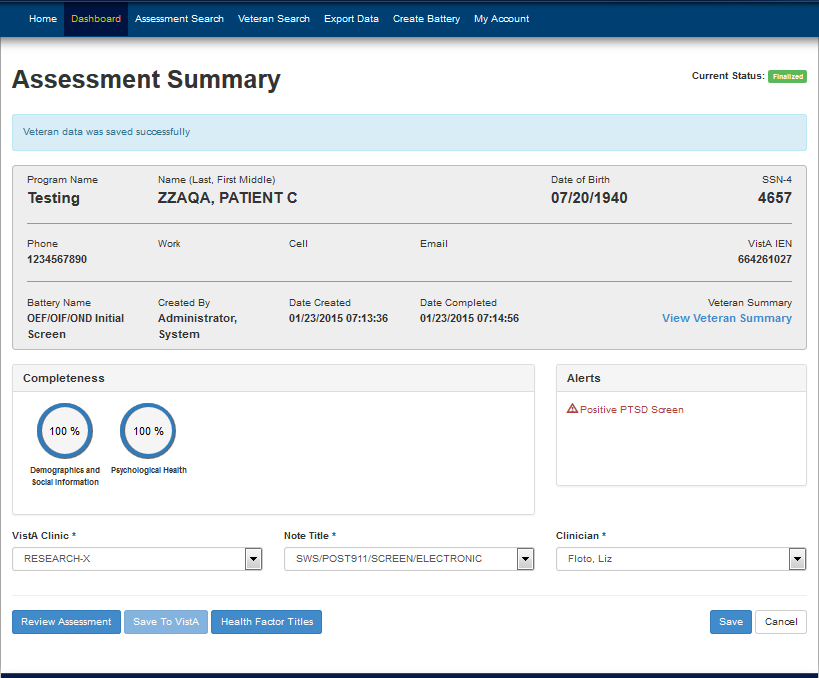 Home Dashboard Assessment Search Veteran Search Export Data Create Battery My Account
Assessment Summary
Current Status: Finalized
Veteran data was saved successfully
Program Name Name (Last, First Middle) Date of Birth SSN-4
Testing ZZAQA, PATIENT C 07/20/1940 4657
Phone Work Cell Email VistA IEN
1234567890 664261027
Battery Name Created By Date Created Date Completed Veteran Summary
OEF/OIF/OND Initial Administrator, 01/23/2015 07:13:36 01/23/2015 07:14:56 View Veteran Summary
Screen System
Completeness
100 % 100 %
Demographics and Psychological Health
Social Information
Alerts
Positive PTSD Screen
VistA Clinic * Note Title * Clinician *
RESEARCH-X SWS/POST911/SCREEN/ELECTRONIC Floto, Liz
Review Assessment Save To VistA Health Factor Titles Save Cancel